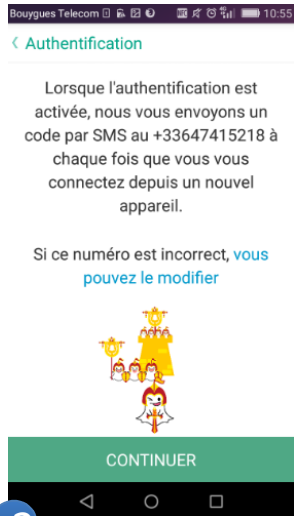 Bouygues Telecom 10:55
Authentification
Lorsque l'authentification est
activée, nous vous envoyons un
code par SMS au +33647415218 à
chaque fois que vous vous
connectez depuis un nouvel
appareil.
Si ce numéro est incorrect, vous
pouvez le modifier
CONTINUER